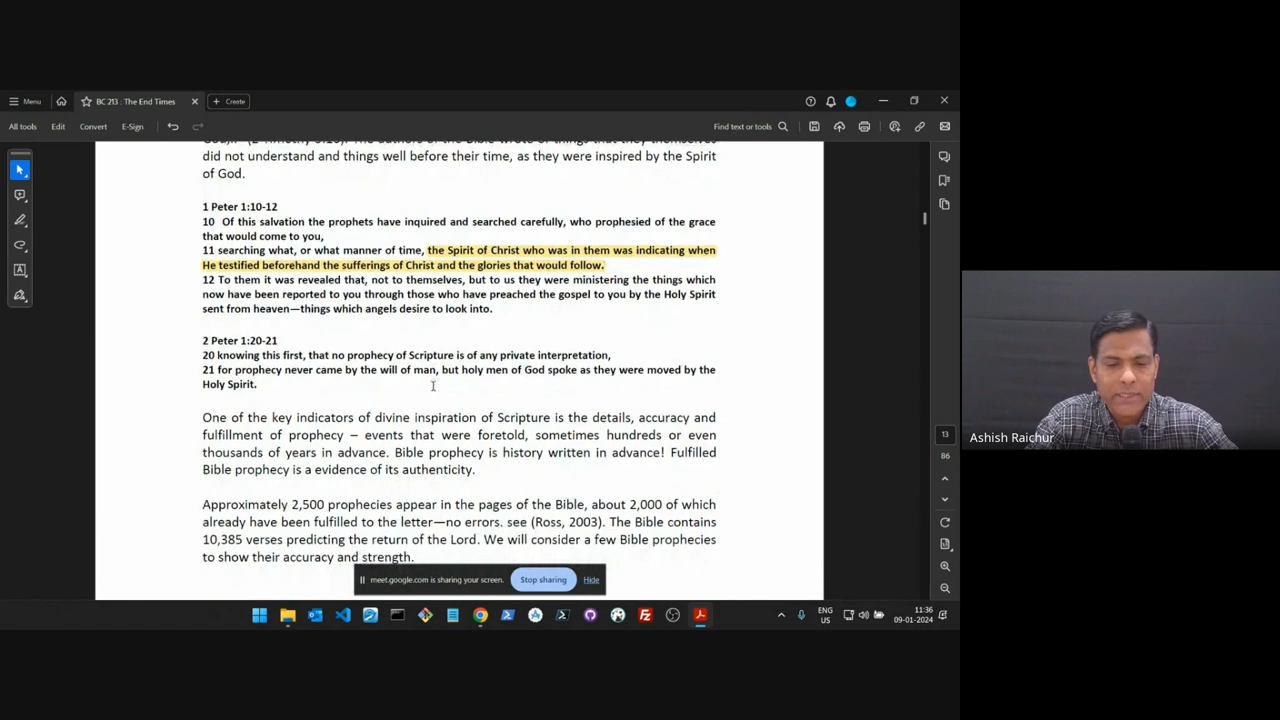 BC 213 : The End Times
Create
Menu
All tools Edit Convert E-Sign
Find text or tools
did not understand and things well before their time, as they were inspired by the Spirit
of God.
1 Peter 1:10-12
10 Of this salvation the prophets have inquired and searched carefully, who prophesied of the grace
that would come to you,
11 searching what, or what manner of time, the Spirit of Christ who was in them was indicating when
He testified beforehand the sufferings of Christ and the glories that would follow.
12 To them it was revealed that, not to themselves, but to us they were ministering the things which
now have been reported to you through those who have preached the gospel to you by the Holy Spirit
sent from heaven—things which angels desire to look into.
2 Peter 1:20-21
20 knowing this first, that no prophecy of Scripture is of any private interpretation,
21 for prophecy never came by the will of man, but holy men of God spoke as they were moved by the
Holy Spirit.
One of the key indicators of divine inspiration of Scripture is the details, accuracy and
fulfillment of prophecy – events that were foretold, sometimes hundreds or even
thousands of years in advance. Bible prophecy is history written in advance! Fulfilled
Bible prophecy is a evidence of its authenticity.
Approximately 2,500 prophecies appear in the pages of the Bible, about 2,000 of which
already have been fulfilled to the letter—no errors. see (Ross, 2003). The Bible contains
10,385 verses predicting the return of the Lord. We will consider a few Bible prophecies
to show their accuracy and strength.
13
86
meet.google.com is sharing your screen. Stop sharing Hide
ENG
US
11:36
09-01-2024
Ashish Raichur